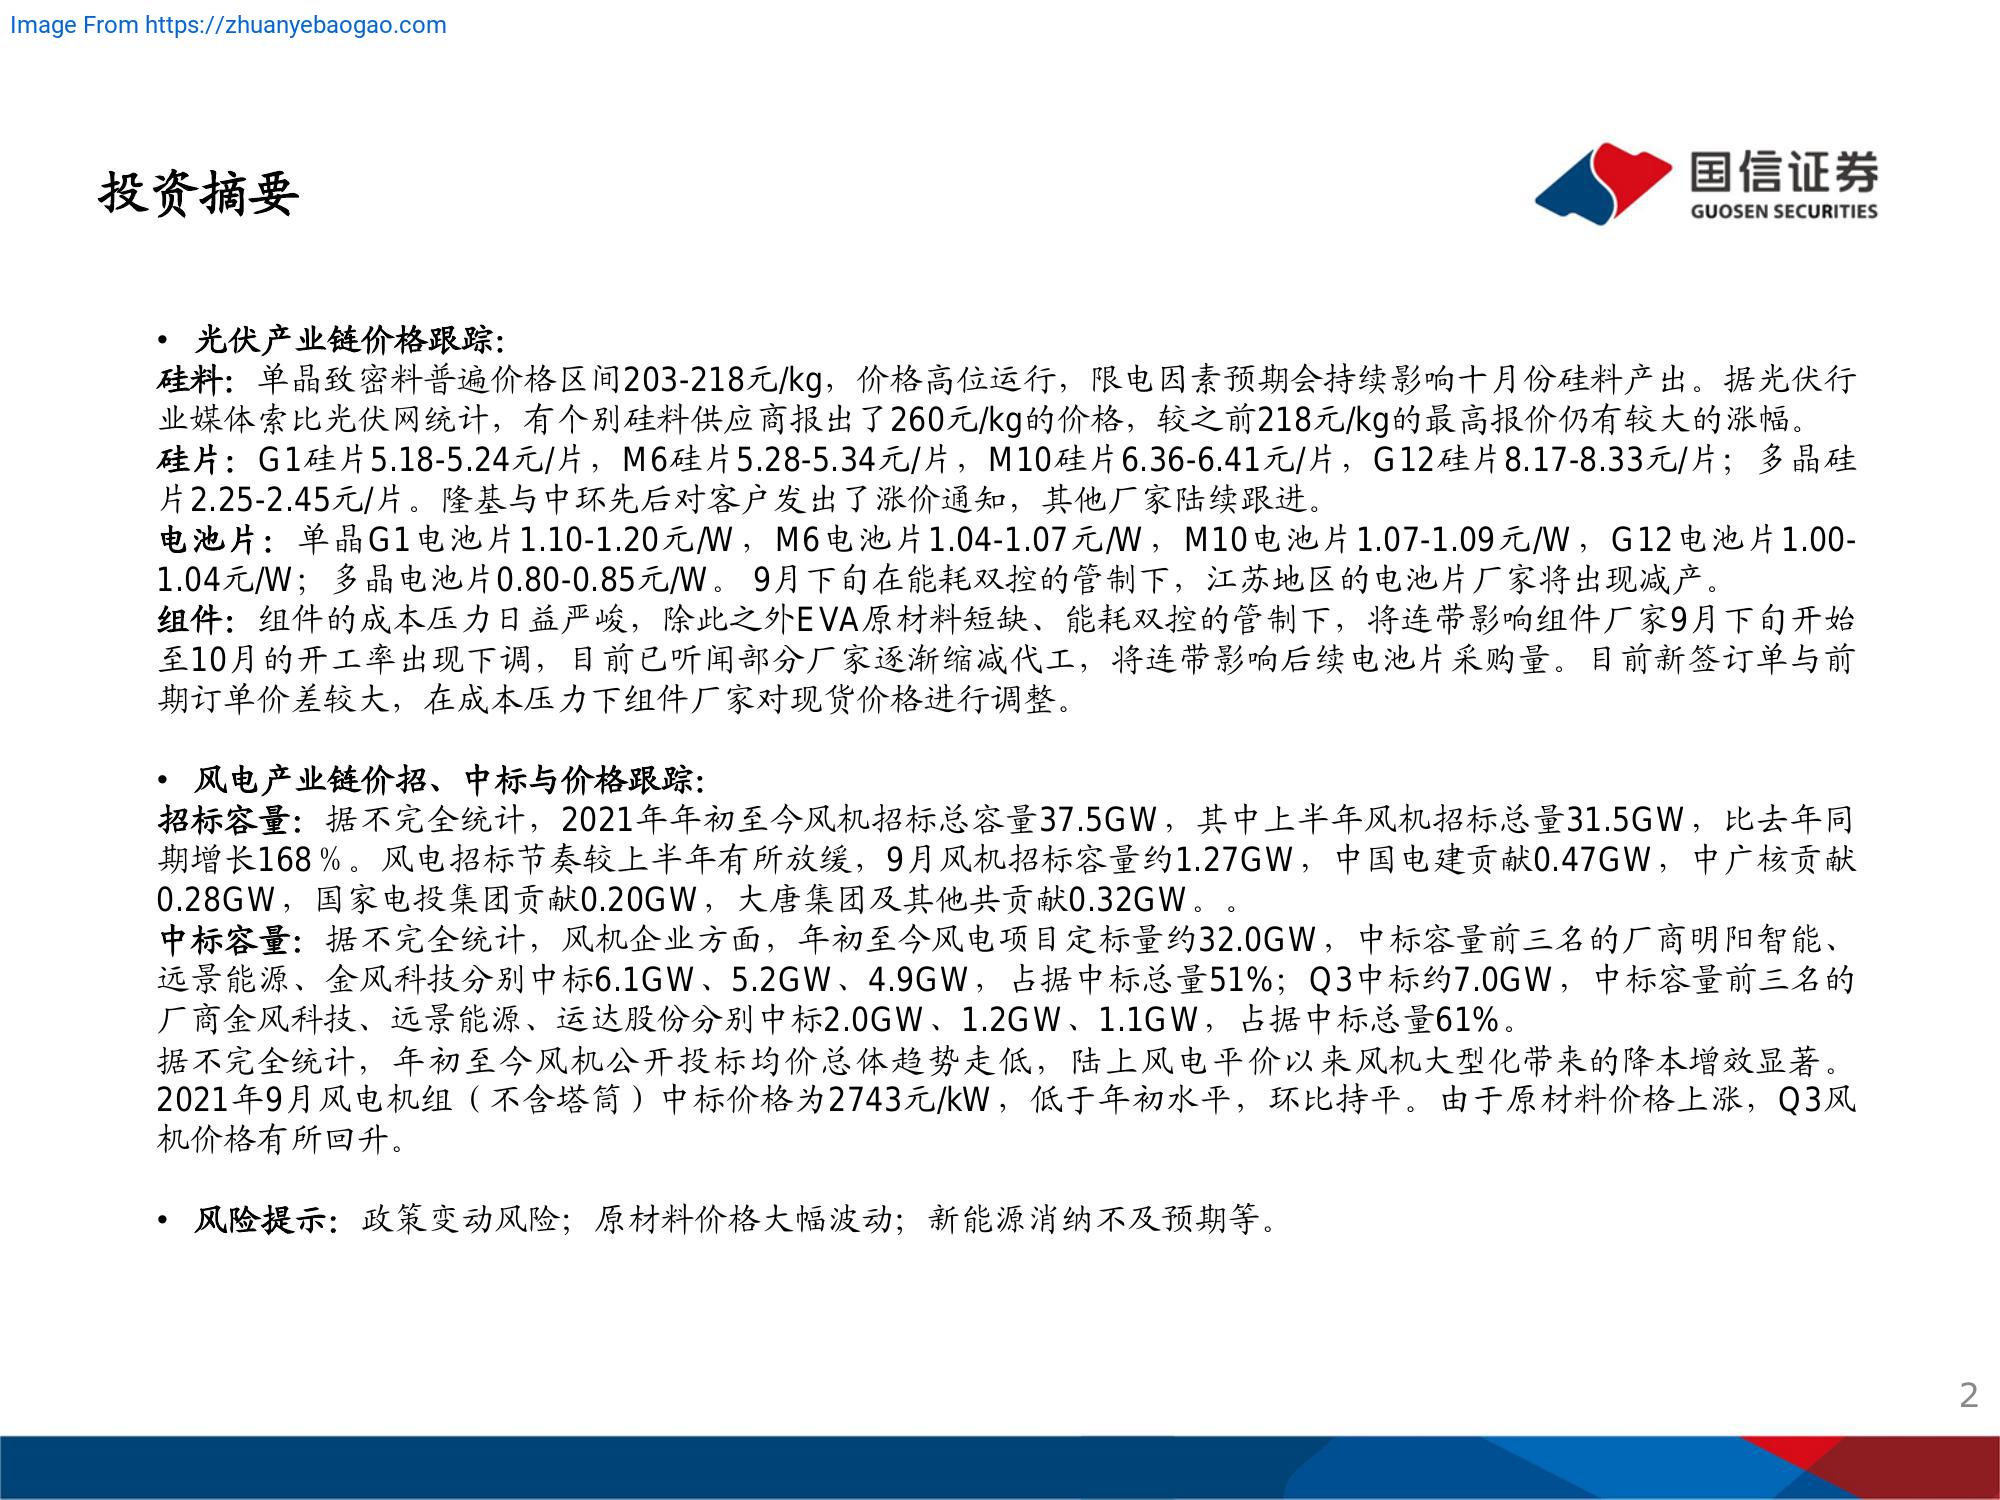 Image From https://zhuanyebaogao.com
投资摘要
国信证券
GUOSEN SECURITIES
• 光伏产业链价格跟踪：
硅料：单晶致密料普遍价格区间203-218元/kg，价格高位运行，限电因素预期会持续影响十月份硅料产出。据光伏行
业媒体索比光伏网统计，有个别硅料供应商报出了260元/kg的价格，较之前218元/kg的最高报价仍有较大的涨幅。
硅片：G1硅片5.18-5.24元/片，M6硅片5.28-5.34元/片，M10硅片6.36-6.41元/片，G12硅片8.17-8.33元/片；多晶硅
片2.25-2.45元/片。隆基与中环先后对客户发出了涨价通知，其他厂家陆续跟进。
电池片：单晶G1电池片1.10-1.20元/W，M6电池片1.04-1.07元/W，M10电池片1.07-1.09元/W，G12电池片1.00-
1.04元/W；多晶电池片0.80-0.85元/W。 9月下旬在能耗双控的管制下，江苏地区的电池片厂家将出现减产。
组件：组件的成本压力日益严峻，除此之外EVA原材料短缺、能耗双控的管制下，将连带影响组件厂家9月下旬开始
至10月的开工率出现下调，目前已听闻部分厂家逐渐缩减代工，将连带影响后续电池片采购量。目前新签订单与前
期订单价差较大，在成本压力下组件厂家对现货价格进行调整。
• 风电产业链价招、中标与价格跟踪：
招标容量：据不完全统计，2021年年初至今风机招标总容量37.5GW，其中上半年风机招标总量31.5GW，比去年同
期增长168％。风电招标节奏较上半年有所放缓，9月风机招标容量约1.27GW，中国电建贡献0.47GW，中广核贡献
0.28GW，国家电投集团贡献0.20GW，大唐集团及其他共贡献0.32GW。。
中标容量：据不完全统计，风机企业方面，年初至今风电项目定标量约32.0GW，中标容量前三名的厂商明阳智能、
远景能源、金风科技分别中标6.1GW、5.2GW、4.9GW，占据中标总量51%；Q3中标约7.0GW，中标容量前三名的
厂商金风科技、远景能源、运达股份分别中标2.0GW、1.2GW、1.1GW，占据中标总量61%。
据不完全统计，年初至今风机公开投标均价总体趋势走低，陆上风电平价以来风机大型化带来的降本增效显著。
2021年9月风电机组（不含塔筒）中标价格为2743元/kW，低于年初水平，环比持平。由于原材料价格上涨，Q3风
机价格有所回升。
• 风险提示：政策变动风险；原材料价格大幅波动；新能源消纳不及预期等。
2